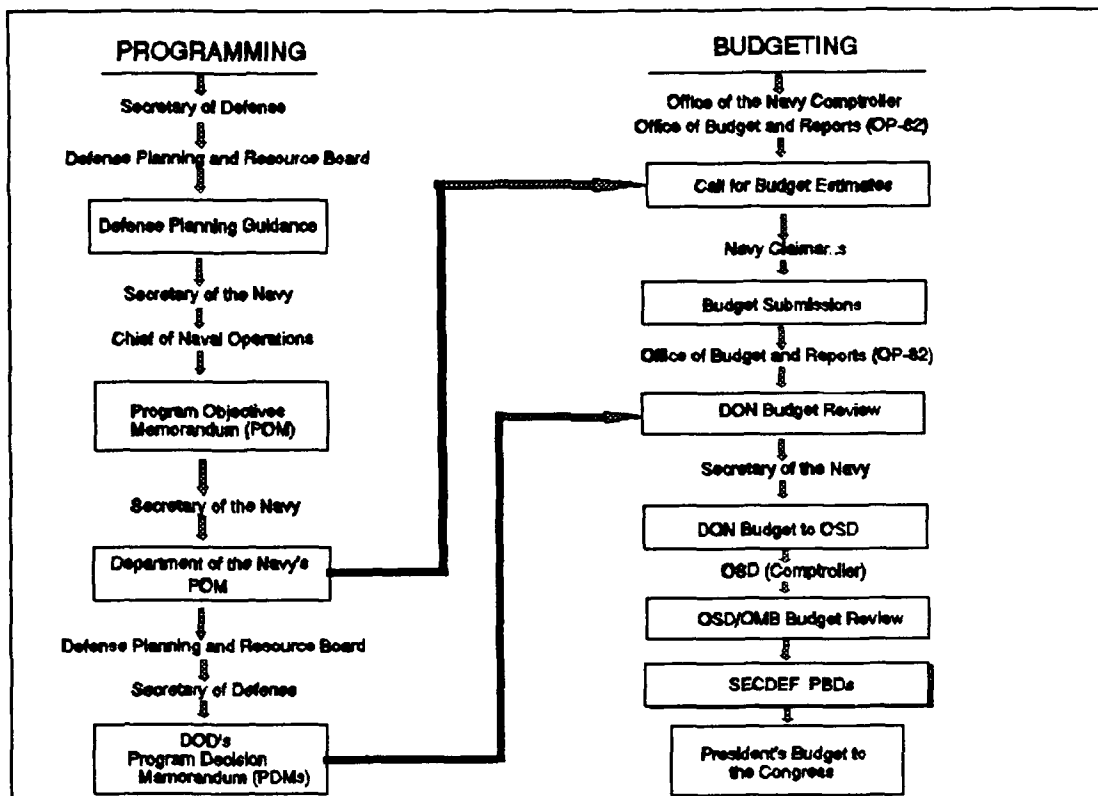 PROGRAMMING
Secretary of Defense
Defense Planning and Resource Board
Defense Planning Guidance
Secretary of the Navy
Chief of Naval Operations
Program Objectives
Memorandum (POM)
Secretary of the Navy
Department of the Navy's
POM
Defense Planning and Resource Board
Secretary of Defense
DOD's
Program Decision
Memorandum (PDMs)
BUDGETING
Office of the Navy Comptroller
Office of Budget and Reports (OP-82)
Call for Budget Estimates
Navy
Budget Submissions
Office of Budget and Reports (OP-82)
DON Budget Review
Secretary of the Navy
DON Budget to OSD
OSD (Comptroller)
OSD/OMB Budget Review
SECDEF PBDs
President's Budget to
the Congress